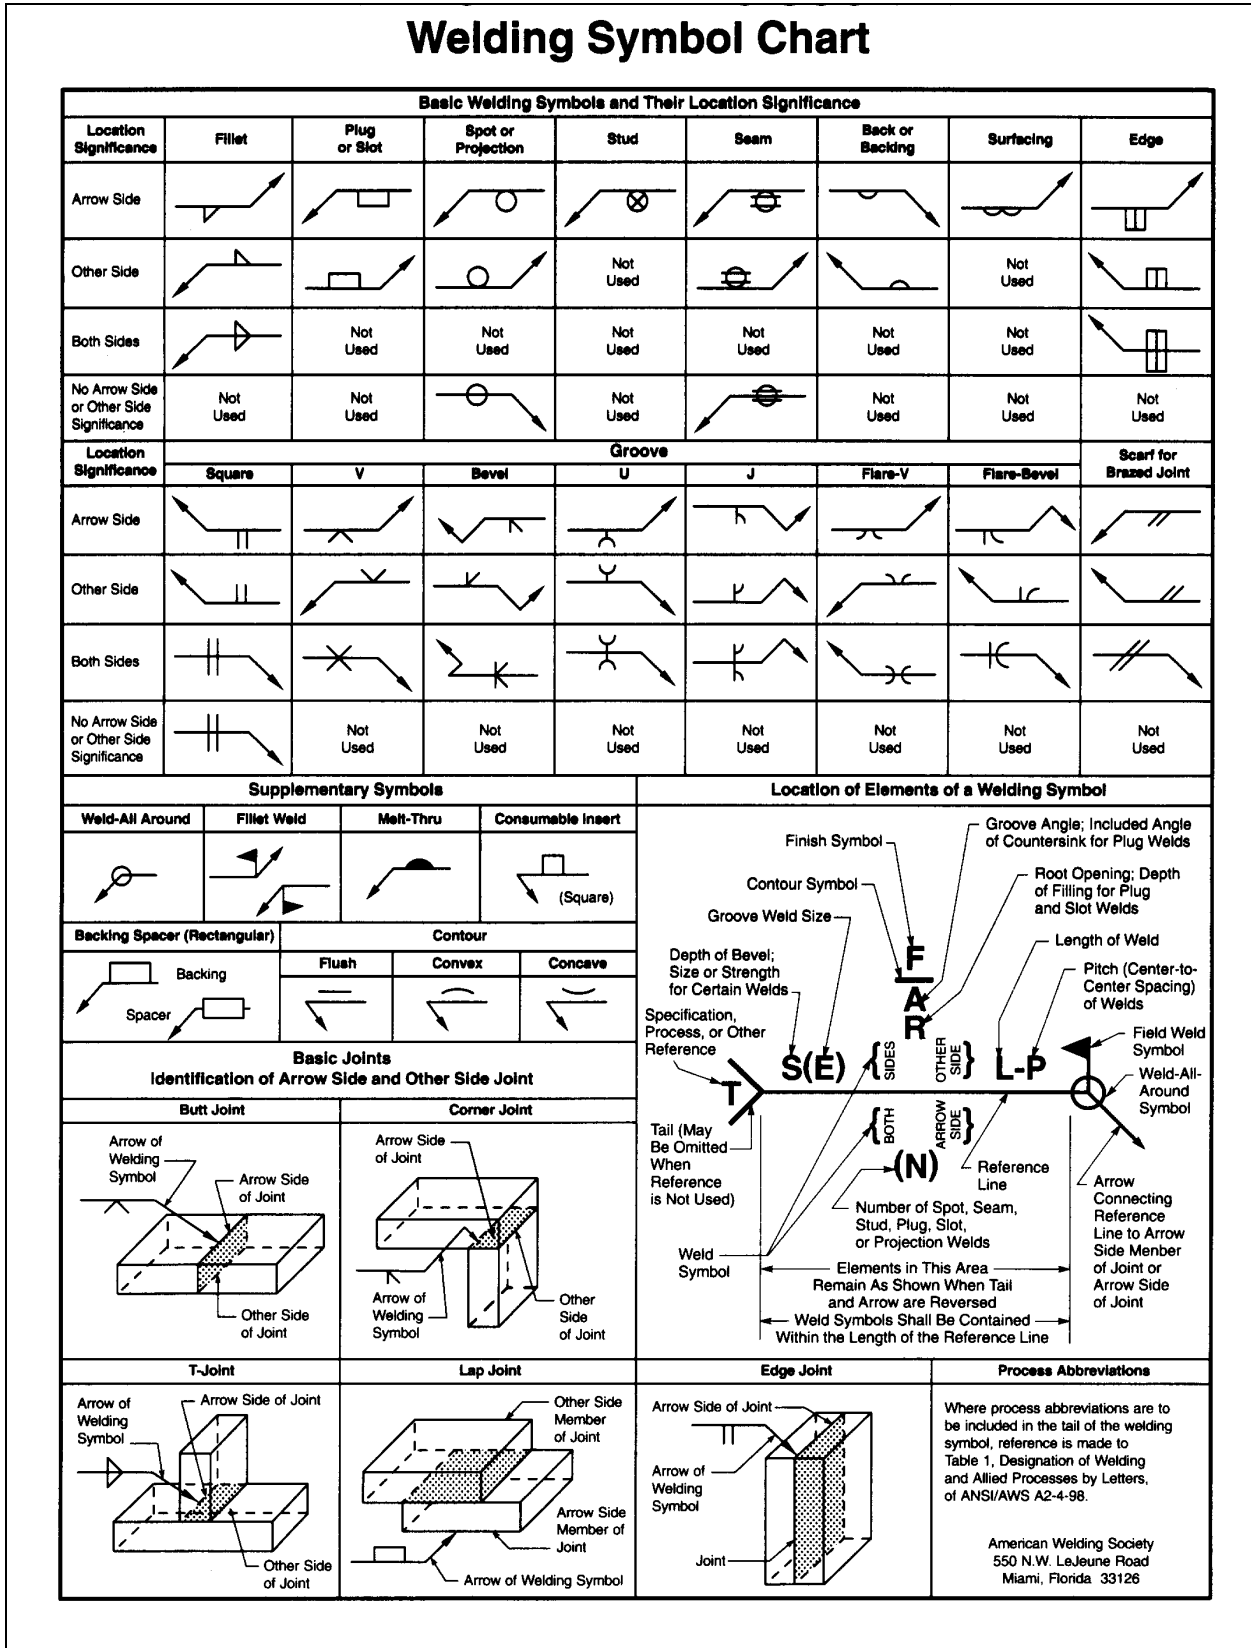 Welding Symbol Chart
Basic Welding Symbols and Their Location Significance
Location Significance
Fillet
Plug or Slot
Spot or Projection
Stud
Seam
Back or Backing
Surfacing
Edge
Arrow Side
Other Side
Not Used
Not Used
Both Sides
Not Used
Not Used
Not Used
Not Used
Not Used
Not Used
No Arrow Side
or Other Side
Significance
Not Used
Not Used
Not Used
Not Used
Not Used
Not Used
Location Significance
Groove
Scarf for Brazed Joint
Square
V
Bevel
U
J
Flare-V
Flare-Bevel
Arrow Side
Other Side
Both Sides
No Arrow Side
or Other Side
Significance
Not Used
Not Used
Not Used
Not Used
Not Used
Not Used
Not Used
Supplementary Symbols
Weld-All Around
Fillet Weld
Melt-Thru
Consumable Insert
(Square)
Backing Spacer (Rectangular)
Contour
Backing
Spacer
Flush
Convex
Concave
Location of Elements of a Welding Symbol
Finish Symbol
Contour Symbol
Groove Weld Size
Depth of Bevel;
Size or Strength
for Certain Welds
Specification,
Process, or Other
Reference
Groove Angle; Included Angle
of Countersink for Plug Welds
Root Opening; Depth
of Filling for Plug
and Slot Welds
Length of Weld
Pitch (Center-to-
Center Spacing)
of Welds
Field Weld
Symbol
Weld-All-
Around
Symbol
F
A
R
T
S(E)
SIDES
OTHER SIDE
L-P
BOTH
ARROW SIDE
(N)
Tail (May
Be Omitted
When
Reference
is Not Used)
Reference
Line
Number of Spot, Seam,
Stud, Plug, Slot,
or Projection Welds
Arrow
Connecting
Reference
Line to Arrow
Side Menber
of Joint or
Arrow Side
of Joint
Weld
Symbol
Elements in This Area
Remain As Shown When Tail
and Arrow are Reversed
Weld Symbols Shall Be Contained
Within the Length of the Reference Line
Basic Joints
Identification of Arrow Side and Other Side Joint
Butt Joint
Arrow of
Welding
Symbol
Arrow Side
of Joint
Other Side
of Joint
Corner Joint
Arrow Side
of Joint
Arrow of
Welding
Symbol
Other
Side
of Joint
T-Joint
Arrow of
Welding
Symbol
Arrow Side of Joint
Other Side
of Joint
Lap Joint
Other Side
Member
of Joint
Arrow Side
Member of
Joint
Arrow of Welding Symbol
Edge Joint
Arrow Side of Joint
Arrow of
Welding
Symbol
Joint
Process Abbreviations
Where process abbreviations are to
be included in the tail of the welding
symbol, reference is made to
Table 1, Designation of Welding
and Allied Processes by Letters,
of ANSI/AWS A2-4-98.
American Welding Society
550 N.W. LeJeune Road
Miami, Florida 33126